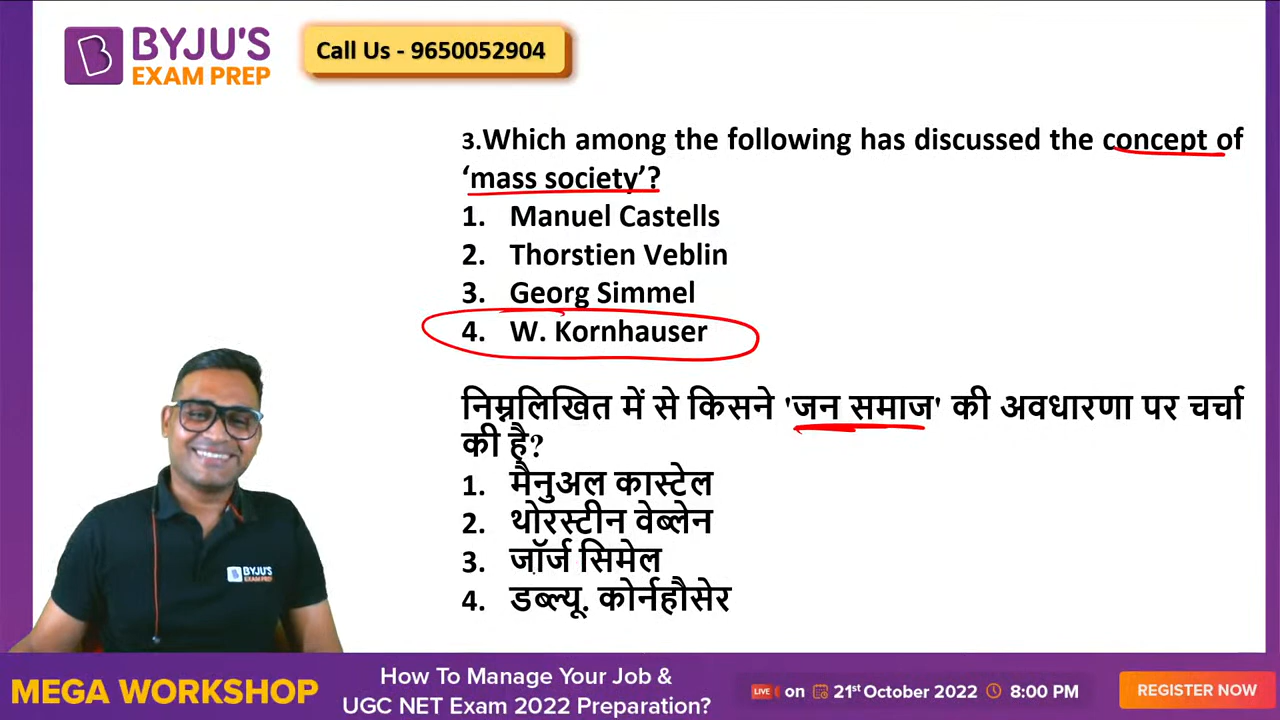 BYJU'S
EXAM PREP
Call Us - 9650052904
3.Which among the following has discussed the concept of
‘mass society’?
1. Manuel Castells
2. Thorstien Veblin
3. Georg Simmel
4. W. Kornhauser
निम्नलिखित में से किसने 'जन समाज' की अवधारणा पर चर्चा
की है?
1. मैनुअल कास्टेल
2. थोरस्टीन वेब्लेन
3. जॉर्ज सिमेल
4. डब्ल्यू. कोर्नहौसेर
BYJU'S
EXAM PREP
MEGA WORKSHOP
How To Manage Your Job &
UGC NET Exam 2022 Preparation?
LIVE on 21st October 2022 8:00 PM
REGISTER NOW